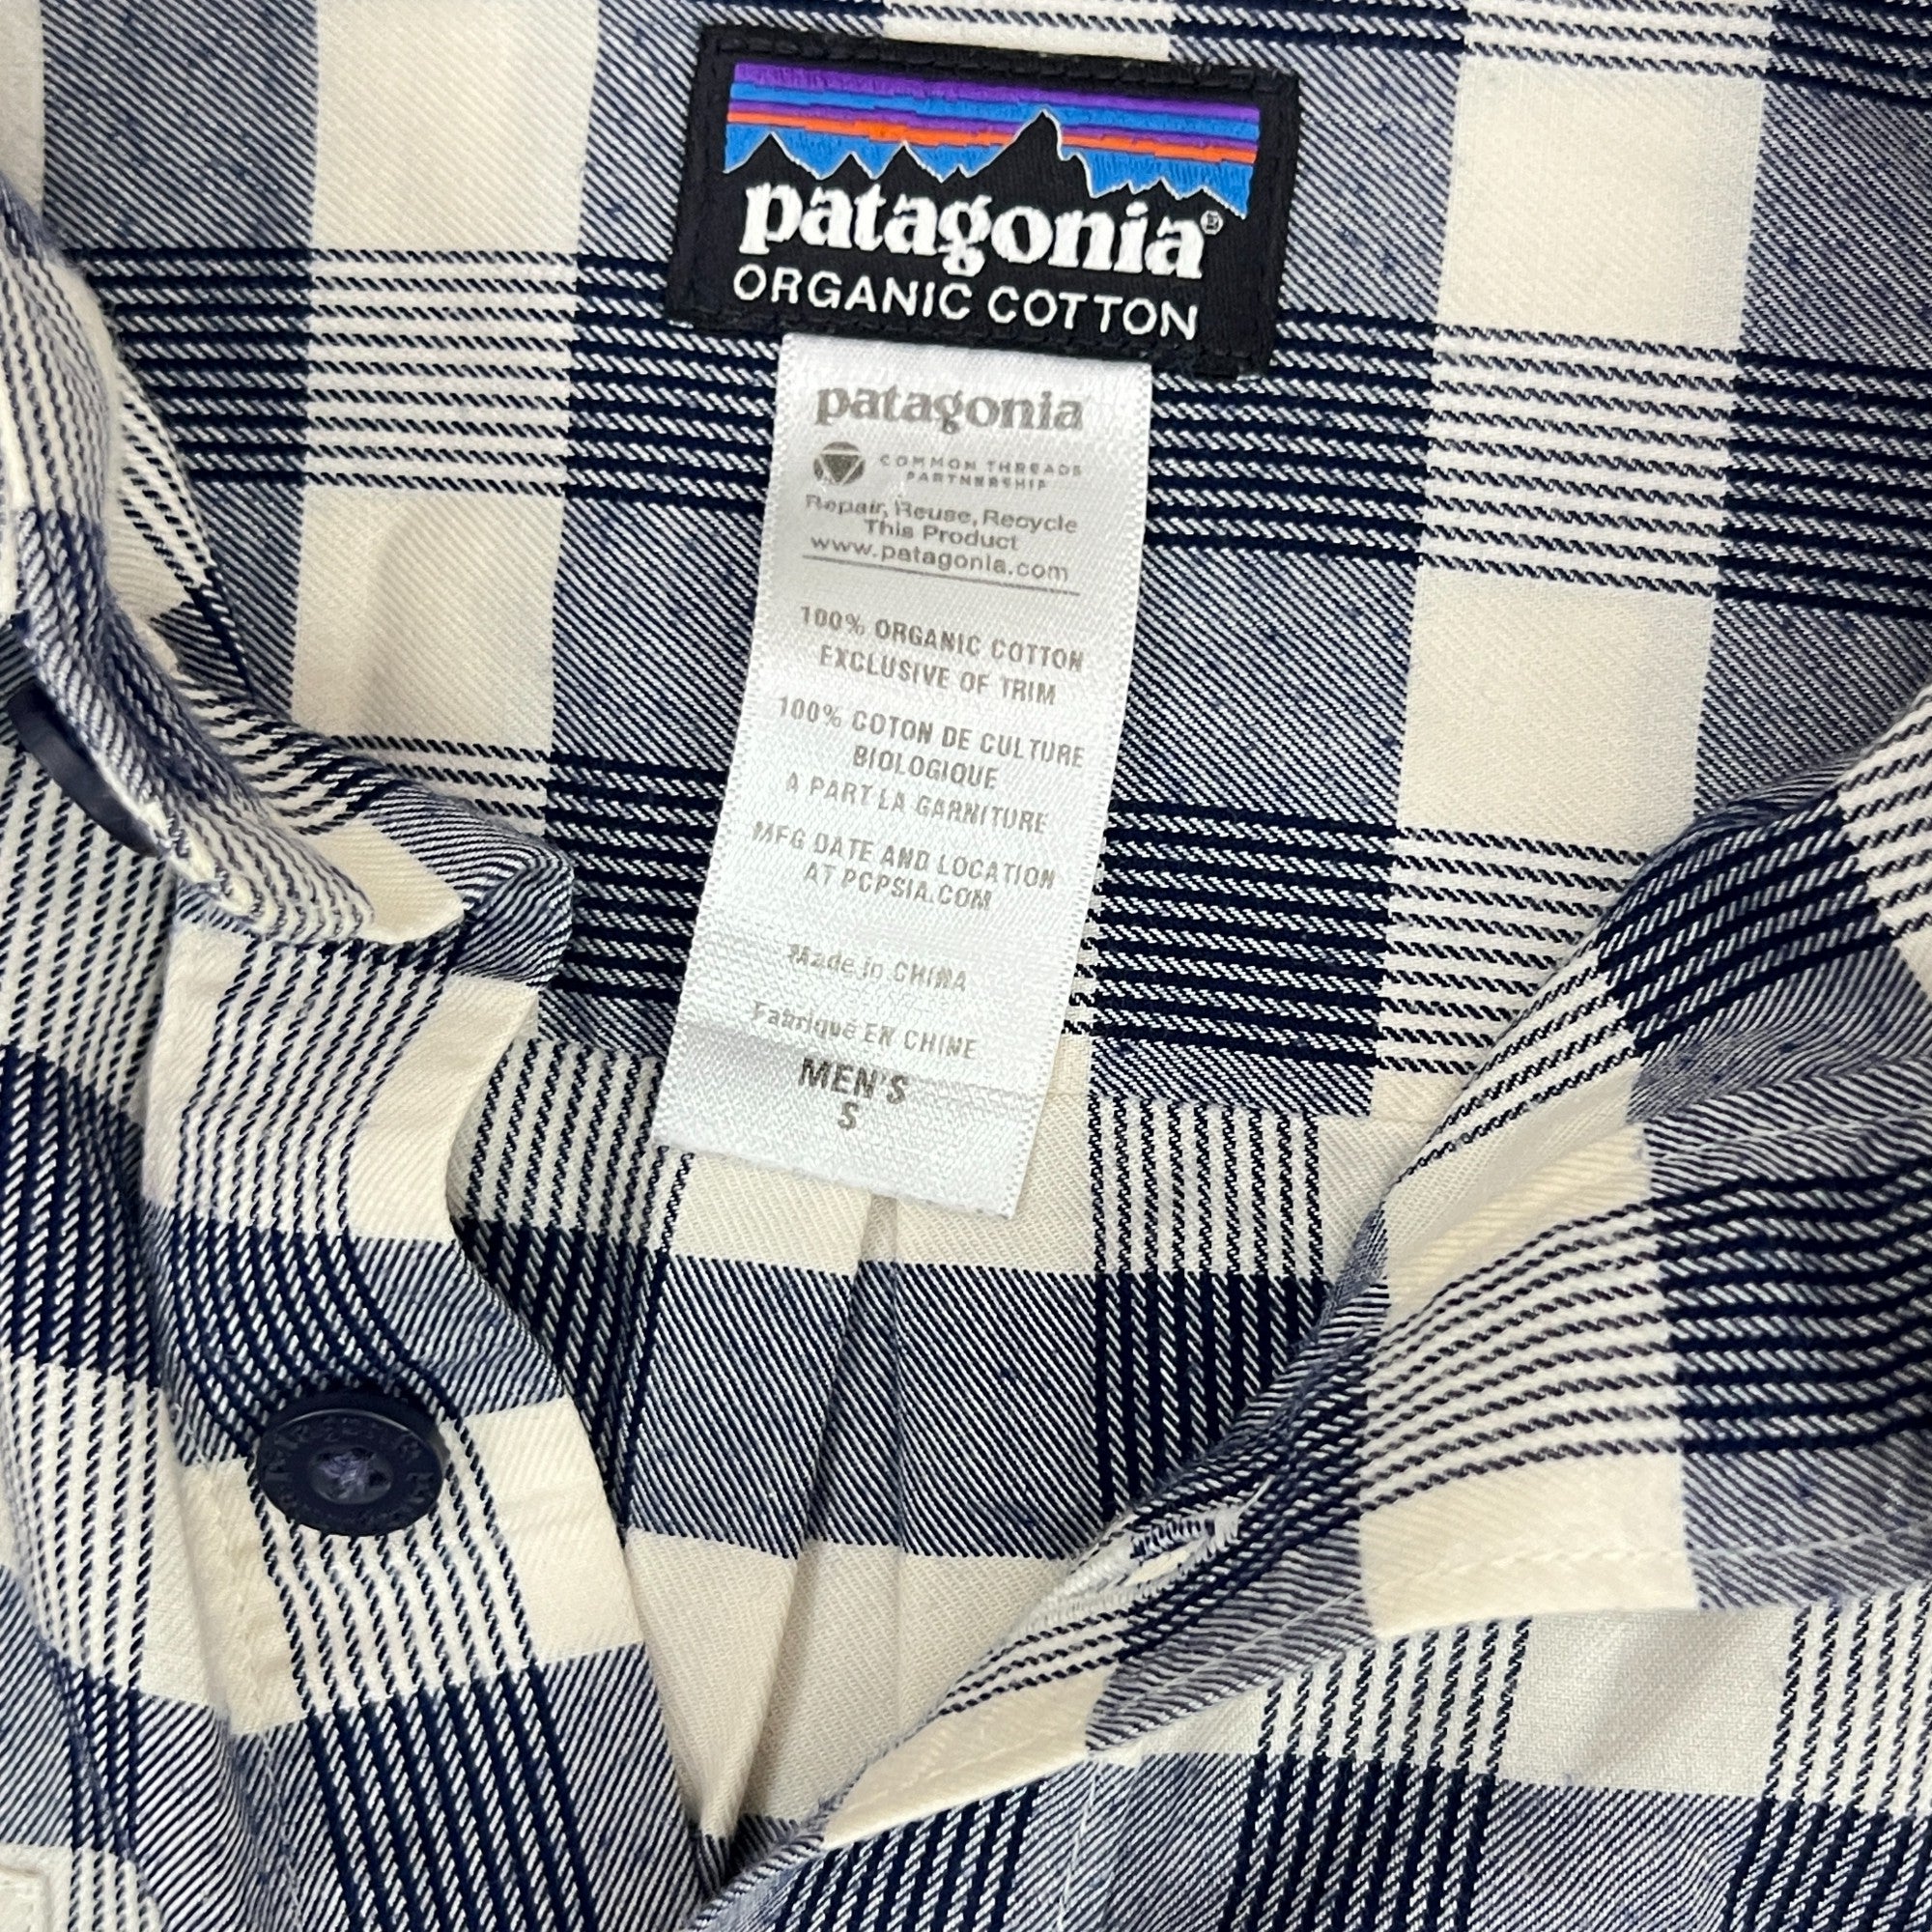 patagonia®
ORGANIC COTTON
patagonia
COMMON THREADS
PARTNERSHIP
Repair, Reuse, Recycle
This Product
www.patagonia.com
100% ORGANIC COTTON
EXCLUSIVE OF TRIM
100% COTON DE CULTURE
BIOLOGIQUE
A PART LA GARNITURE
MFG DATE AND LOCATION
AT PCPSIA.COM
Made in CHINA
Fabriqué EN CHINE
MEN'S
S